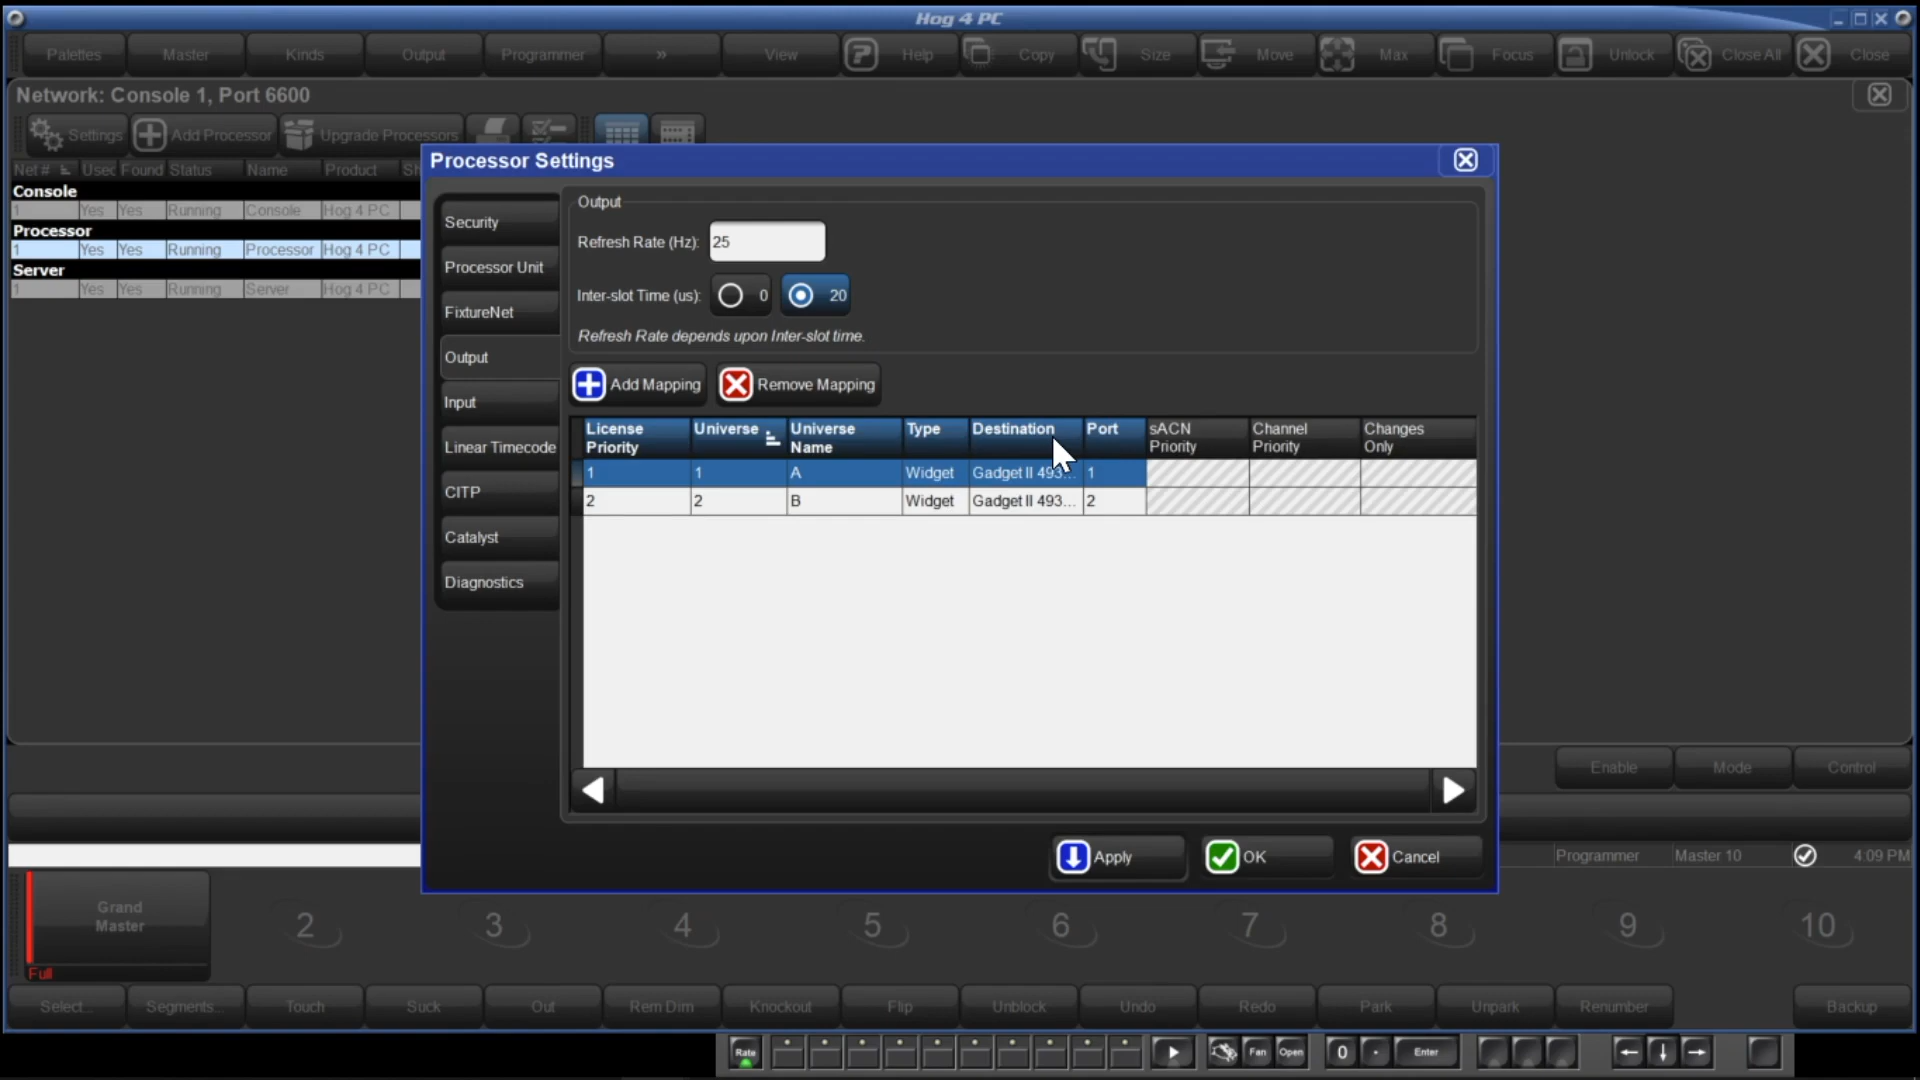 Hog 4 PC
Palettes Master Kinds Output Programmer » View Help Copy Size Move Max Focus Unlock Close All Close
Network: Console 1, Port 6600
Settings Add Processor Upgrade Processors
Net # Used Found Status Name Product
Console
1 Yes Yes Running Console Hog 4 PC
Processor
1 Yes Yes Running Processor Hog 4 PC
Server
1 Yes Yes Running Server Hog 4 PC
Processor Settings
Security
Processor Unit
FixtureNet
Output
Input
Linear Timecode
CITP
Catalyst
Diagnostics
Output
Refresh Rate (Hz): 25
Inter-slot Time (us): 0 20
Refresh Rate depends upon Inter-slot time.
Add Mapping Remove Mapping
License Priority Universe Universe Name Type Destination Port sACN Priority Channel Priority Changes Only
1 1 A Widget Gadget II 493... 1
2 2 B Widget Gadget II 493... 2
Apply OK Cancel
Enable Mode Control
Programmer Master 10 4:09 PM
Grand
Master
Full
2 3 4 5 6 7 8 9 10
Select... Segments... Touch Suck Out Rem Dim Knockout Flip Unblock Undo Redo Park Unpark Renumber Backup
Rate Fan Open 0 . Enter